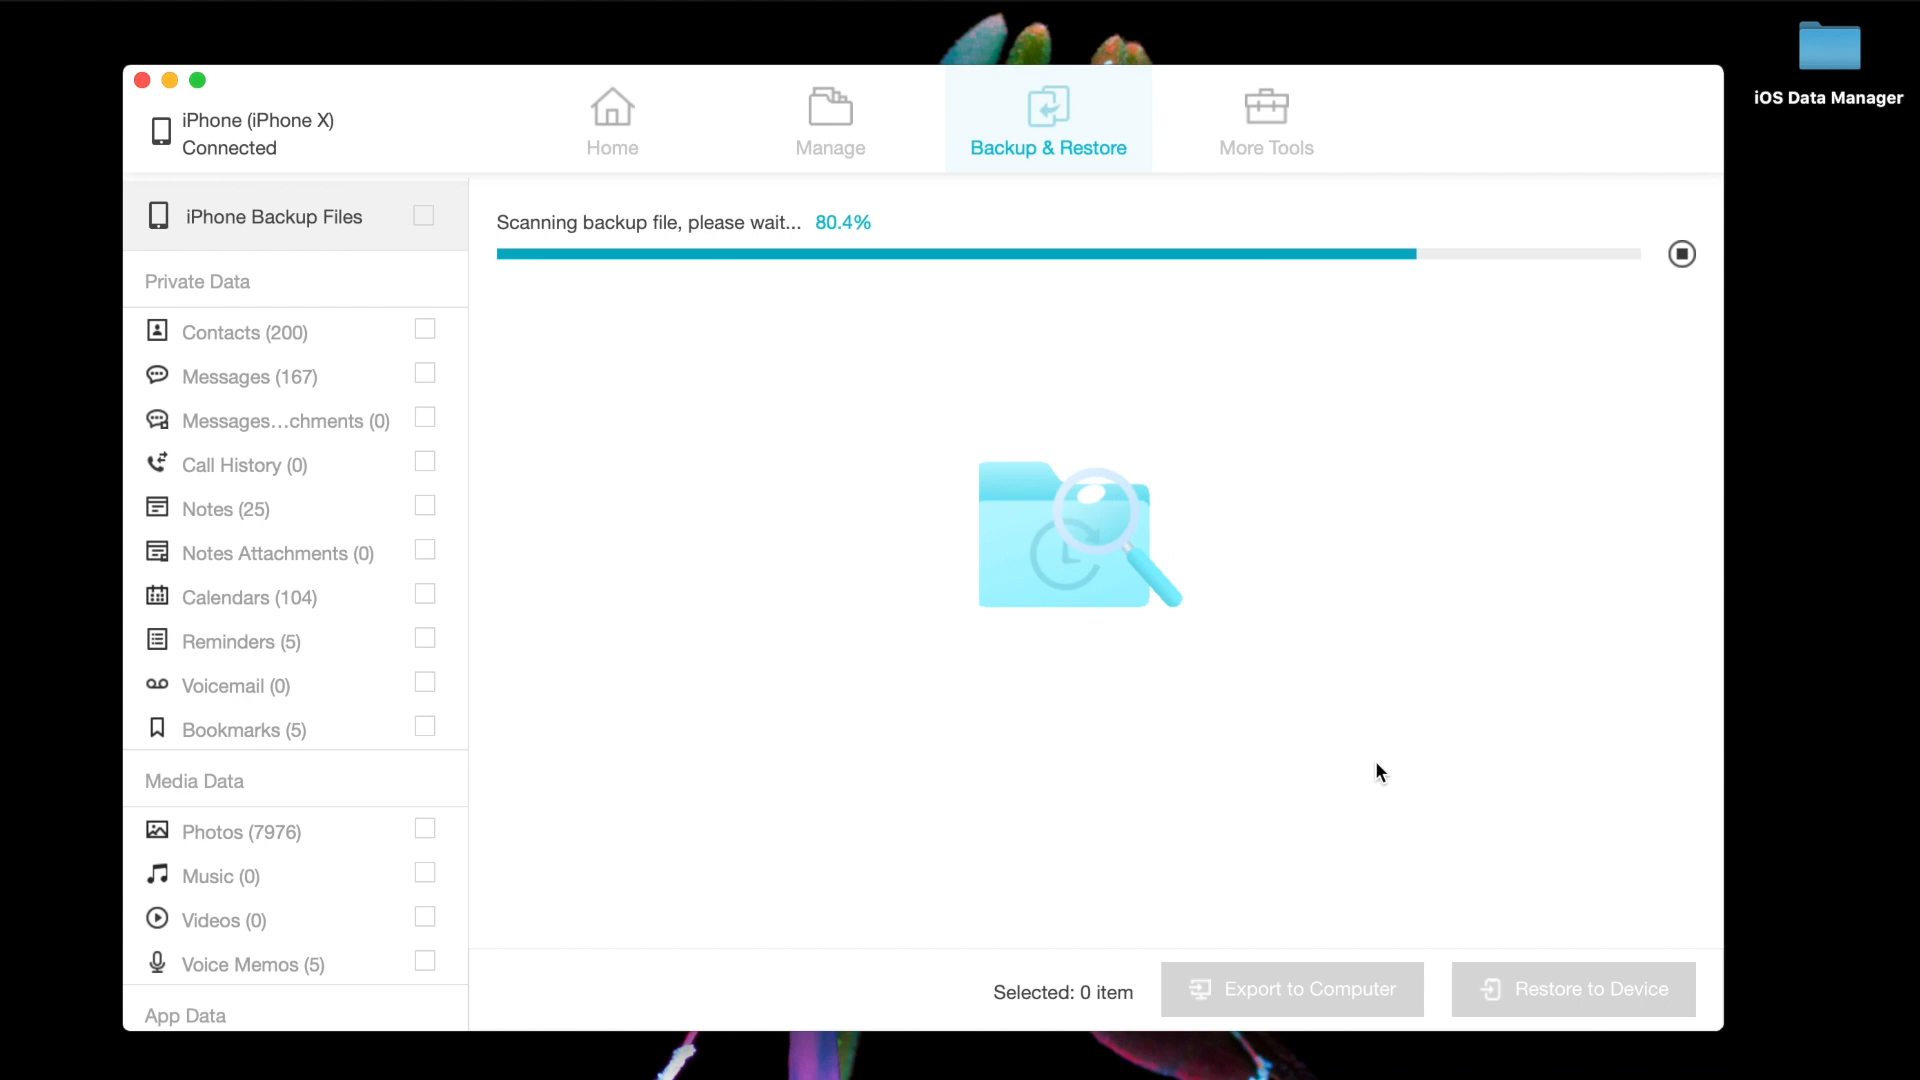 iOS Data Manager
iPhone (iPhone X)
Connected
Home
Manage
Backup & Restore
More Tools
iPhone Backup Files
Scanning backup file, please wait... 80.4%
Private Data
Contacts (200)
Messages (167)
Messages...chments (0)
Call History (0)
Notes (25)
Notes Attachments (0)
Calendars (104)
Reminders (5)
Voicemail (0)
Bookmarks (5)
Media Data
Photos (7976)
Music (0)
Videos (0)
Voice Memos (5)
App Data
Selected: 0 item
Export to Computer
Restore to Device